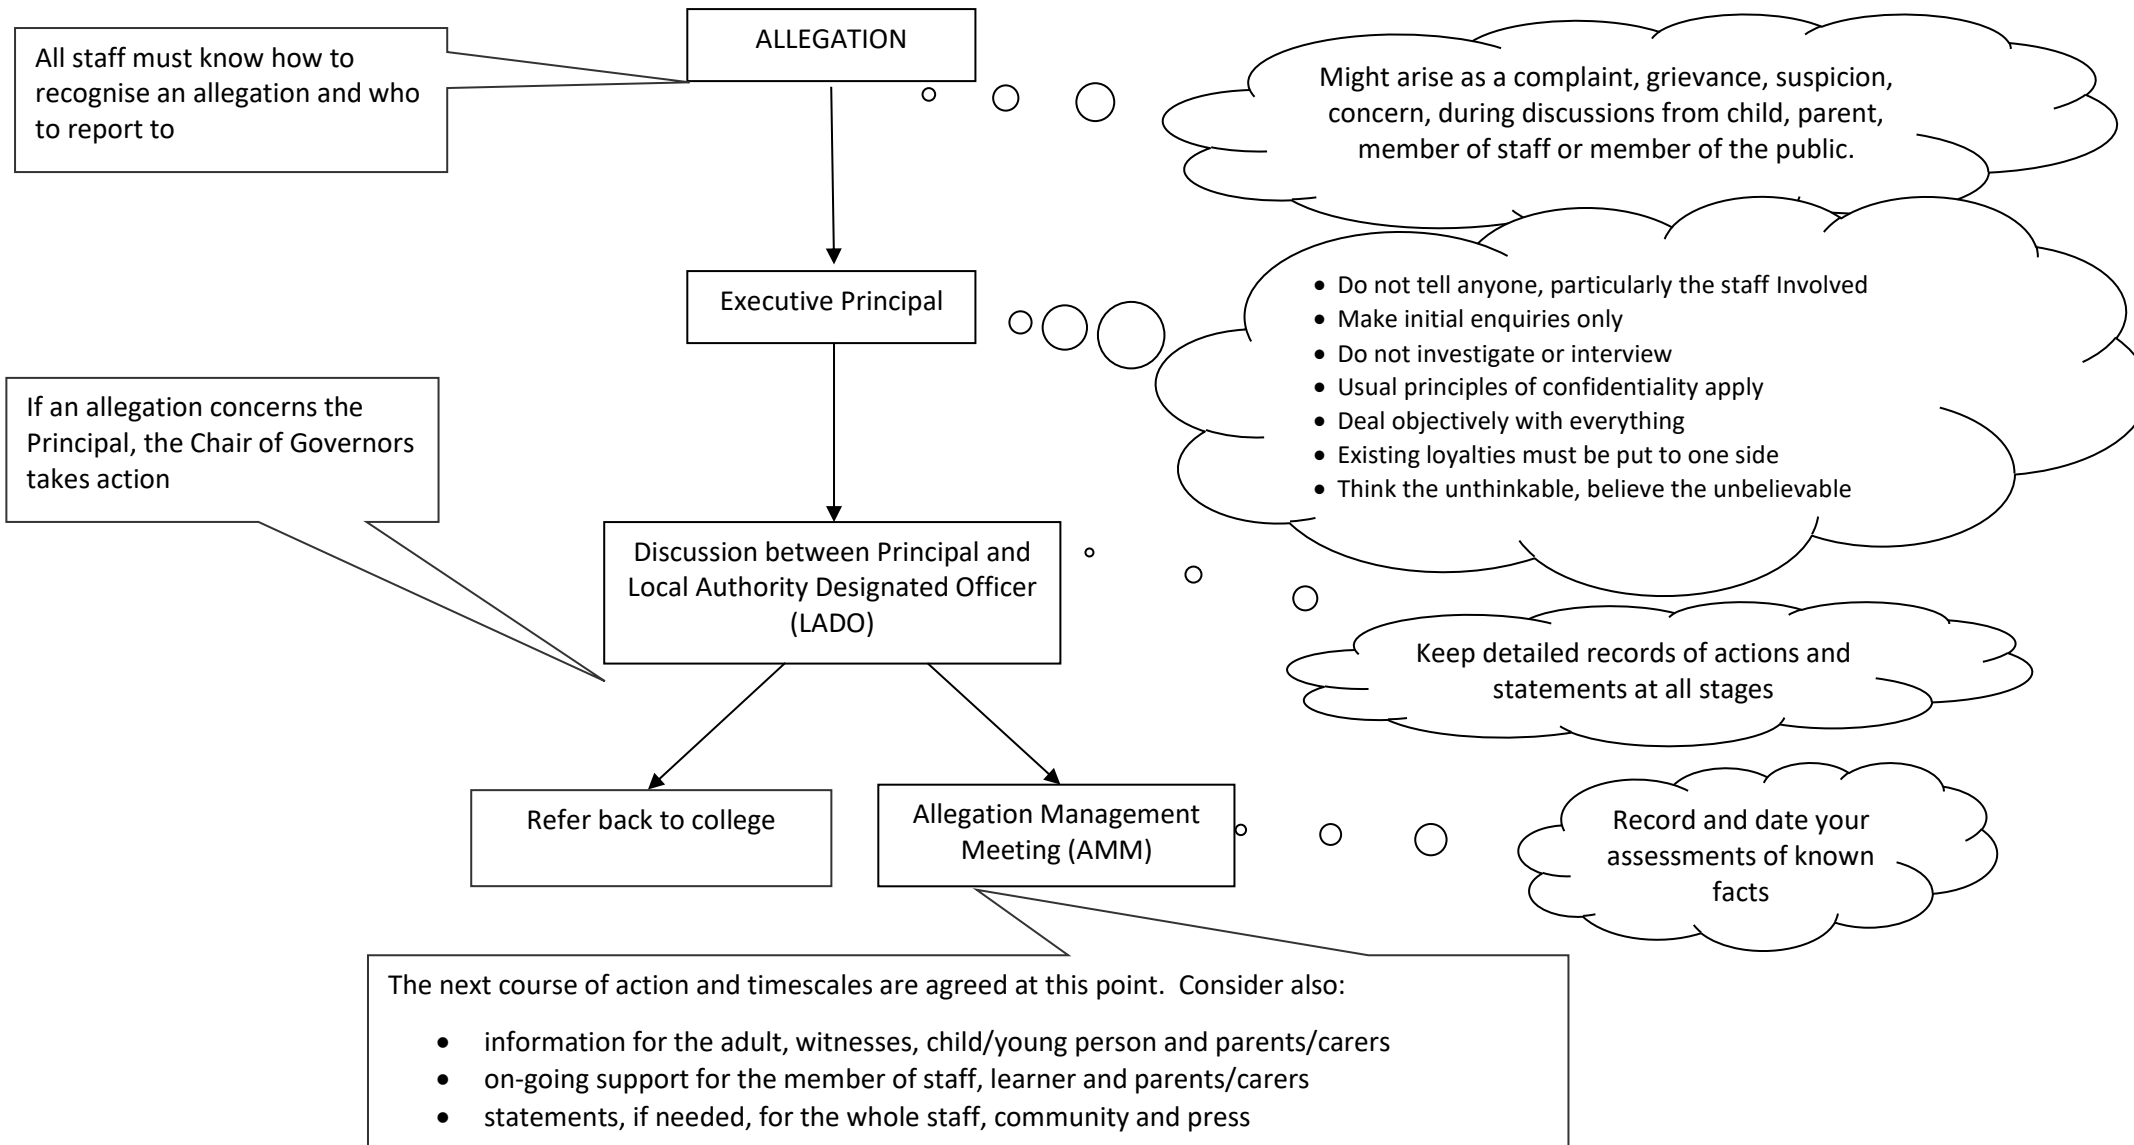 ALLEGATION
All staff must know how to
recognise an allegation and who
to report to
Might arise as a complaint, grievance, suspicion,
concern, during discussions from child, parent,
member of staff or member of the public.
Executive Principal
• Do not tell anyone, particularly the staff Involved
• Make initial enquiries only
• Do not investigate or interview
• Usual principles of confidentiality apply
• Deal objectively with everything
• Existing loyalties must be put to one side
• Think the unthinkable, believe the unbelievable
If an allegation concerns the
Principal, the Chair of Governors
takes action
Discussion between Principal and
Local Authority Designated Officer
(LADO)
Keep detailed records of actions and
statements at all stages
Refer back to college
Allegation Management
Meeting (AMM)
Record and date your
assessments of known
facts
The next course of action and timescales are agreed at this point.  Consider also:
• information for the adult, witnesses, child/young person and parents/carers
• on-going support for the member of staff, learner and parents/carers
• statements, if needed, for the whole staff, community and press